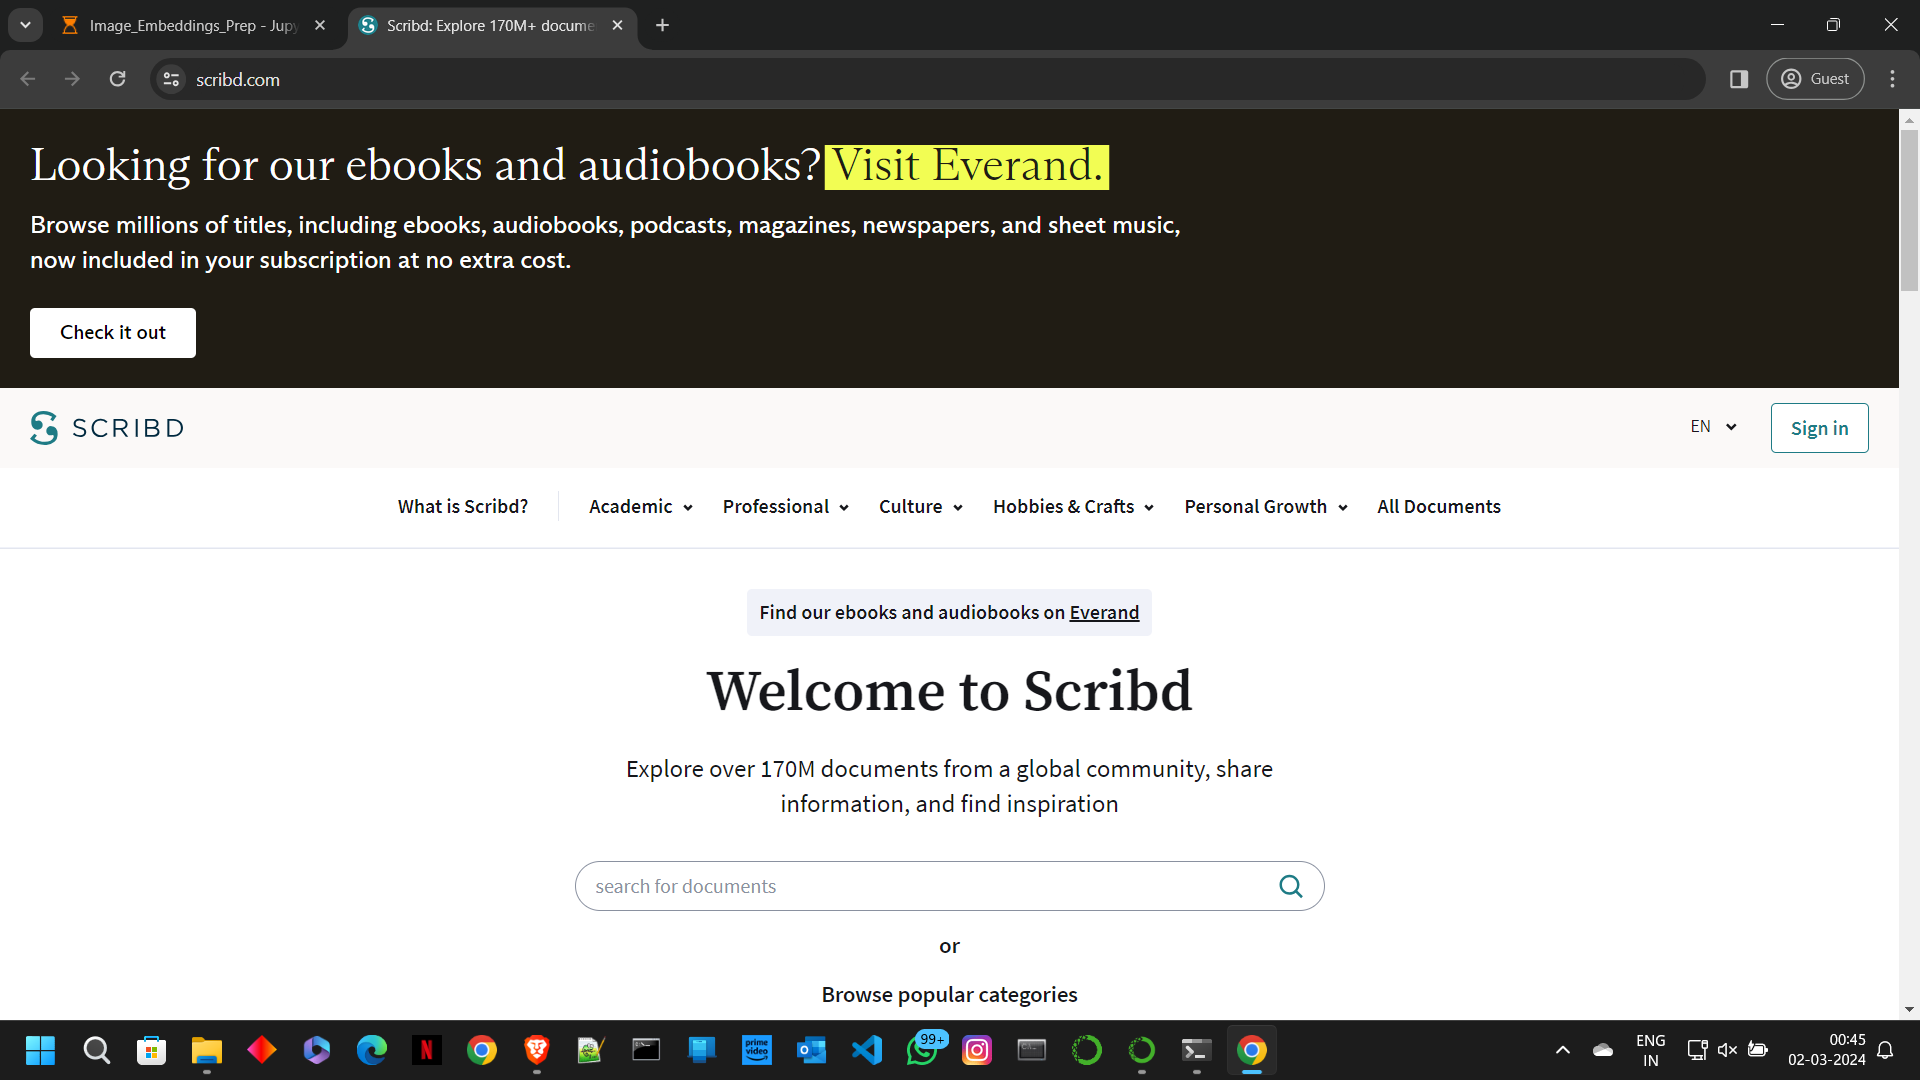 Image_Embeddings_Prep - Jupy
Scribd: Explore 170M+ docume
scribd.com
Guest
Looking for our ebooks and audiobooks? Visit Everand.
Browse millions of titles, including ebooks, audiobooks, podcasts, magazines, newspapers, and sheet music,
now included in your subscription at no extra cost.
Check it out
SCRIBD
EN
Sign in
What is Scribd?
Academic
Professional
Culture
Hobbies & Crafts
Personal Growth
All Documents
Find our ebooks and audiobooks on Everand
Welcome to Scribd
Explore over 170M documents from a global community, share
information, and find inspiration
search for documents
or
Browse popular categories
N
prime
video
99+
ENG
IN
00:45
02-03-2024